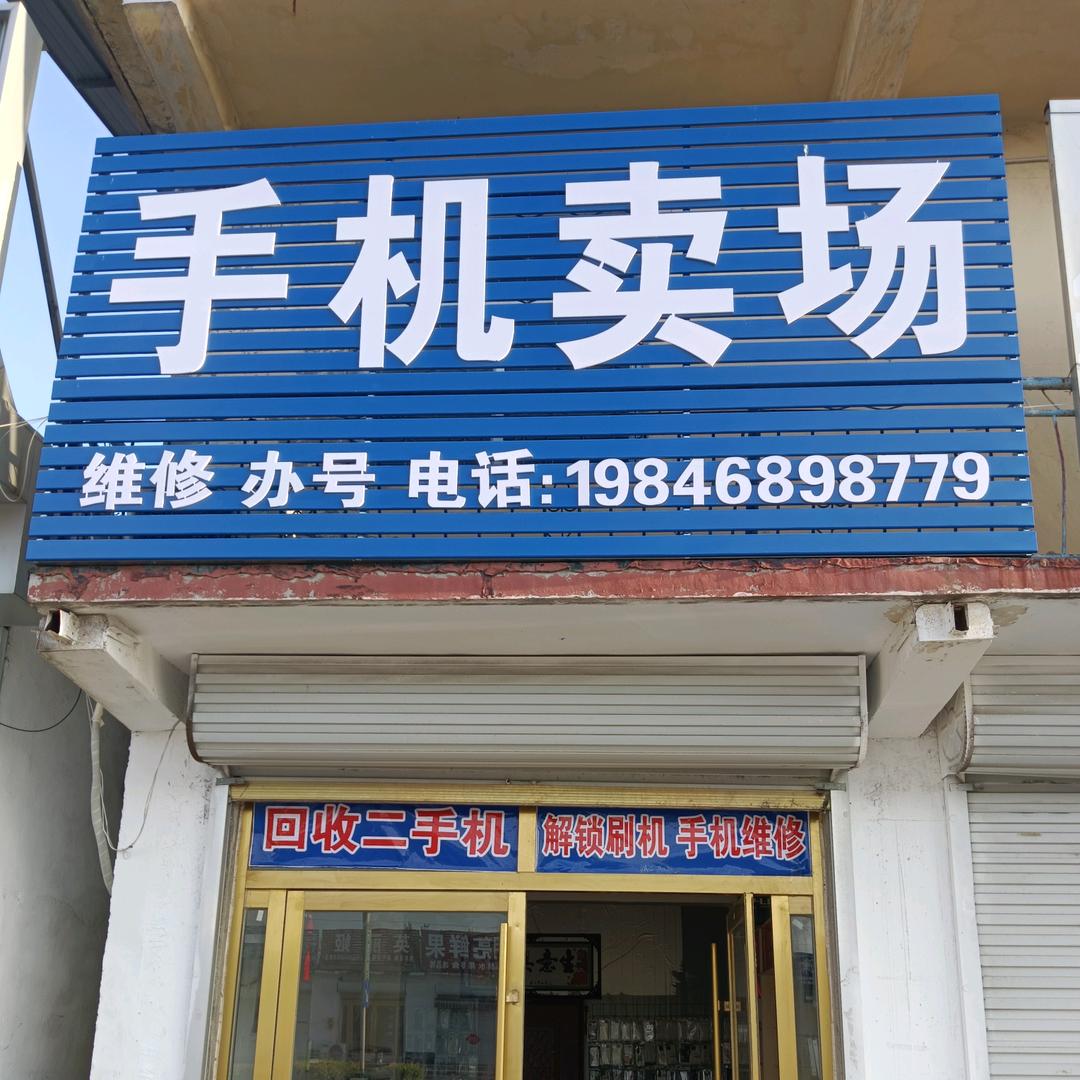 手机卖场
维修 办号 电话:19846898779
回收二手机
解锁刷机 手机维修